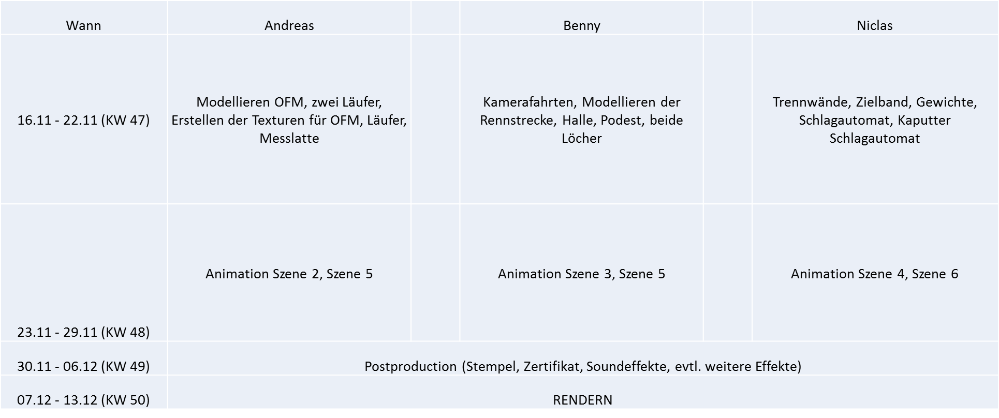 Wann Andreas Benny Niclas
16.11 - 22.11 (KW 47)
Modellieren OFM, zwei Läufer,
Erstellen der Texturen für OFM, Läufer,
Messlatte
Kamerafahrten, Modellieren der
Rennstrecke, Halle, Podest, beide
Löcher
Trennwände, Zielband, Gewichte,
Schlagautomat, Kaputter
Schlagautomat
23.11 - 29.11 (KW 48)
Animation Szene 2, Szene 5
Animation Szene 3, Szene 5
Animation Szene 4, Szene 6
30.11 - 06.12 (KW 49)
Postproduction (Stempel, Zertifikat, Soundeffekte, evtl. weitere Effekte)
07.12 - 13.12 (KW 50)
RENDERN